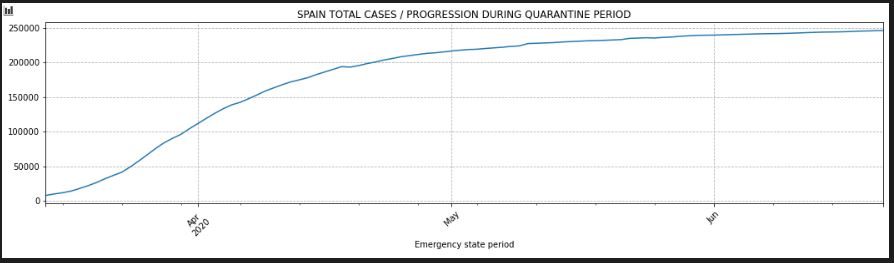 SPAIN TOTAL CASES / PROGRESSION DURING QUARANTINE PERIOD
250000
200000
150000
100000
50000
0
Apr
2020
May
Jun
Emergency state period